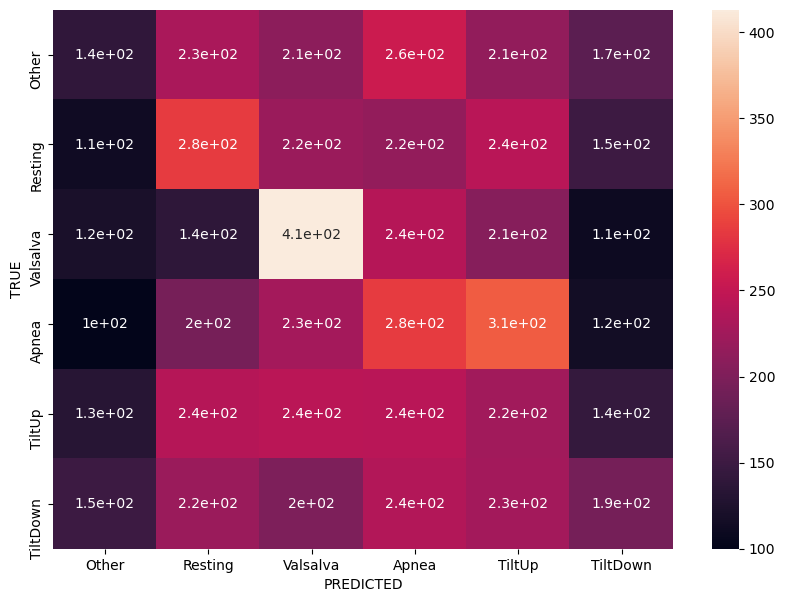 TRUE
Other 1.4e+02 2.3e+02 2.1e+02 2.6e+02 2.1e+02 1.7e+02
Resting 1.1e+02 2.8e+02 2.2e+02 2.2e+02 2.4e+02 1.5e+02
Valsalva 1.2e+02 1.4e+02 4.1e+02 2.4e+02 2.1e+02 1.1e+02
Apnea 1e+02 2e+02 2.3e+02 2.8e+02 3.1e+02 1.2e+02
TiltUp 1.3e+02 2.4e+02 2.4e+02 2.4e+02 2.2e+02 1.4e+02
TiltDown 1.5e+02 2.2e+02 2e+02 2.4e+02 2.3e+02 1.9e+02
Other Resting Valsalva Apnea TiltUp TiltDown
PREDICTED
400
350
300
250
200
150
100